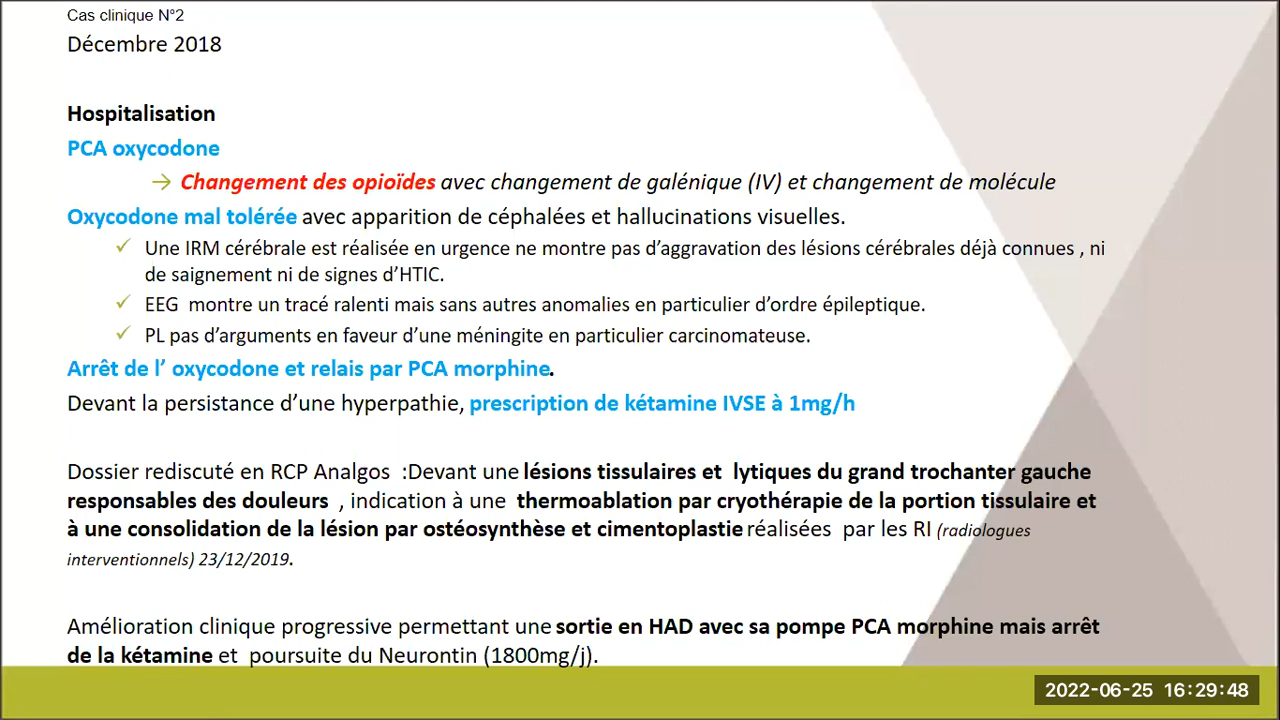 Cas clinique N°2
Décembre 2018
Hospitalisation
PCA oxycodone
→ Changement des opioïdes avec changement de galénique (IV) et changement de molécule
Oxycodone mal tolérée avec apparition de céphalées et hallucinations visuelles.
✓ Une IRM cérébrale est réalisée en urgence ne montre pas d’aggravation des lésions cérébrales déjà connues , ni
de saignement ni de signes d’HTIC.
✓ EEG montre un tracé ralenti mais sans autres anomalies en particulier d’ordre épileptique.
✓ PL pas d’arguments en faveur d’une méningite en particulier carcinomateuse.
Arrêt de l’ oxycodone et relais par PCA morphine.
Devant la persistance d’une hyperpathie, prescription de kétamine IVSE à 1mg/h
Dossier rediscuté en RCP Analgos :Devant une lésions tissulaires et lytiques du grand trochanter gauche
responsables des douleurs , indication à une thermoablation par cryothérapie de la portion tissulaire et
à une consolidation de la lésion par ostéosynthèse et cimentoplastie réalisées par les RI (radiologues
interventionnels) 23/12/2019.
Amélioration clinique progressive permettant une sortie en HAD avec sa pompe PCA morphine mais arrêt
de la kétamine et poursuite du Neurontin (1800mg/j).
2022-06-25 16:29:48